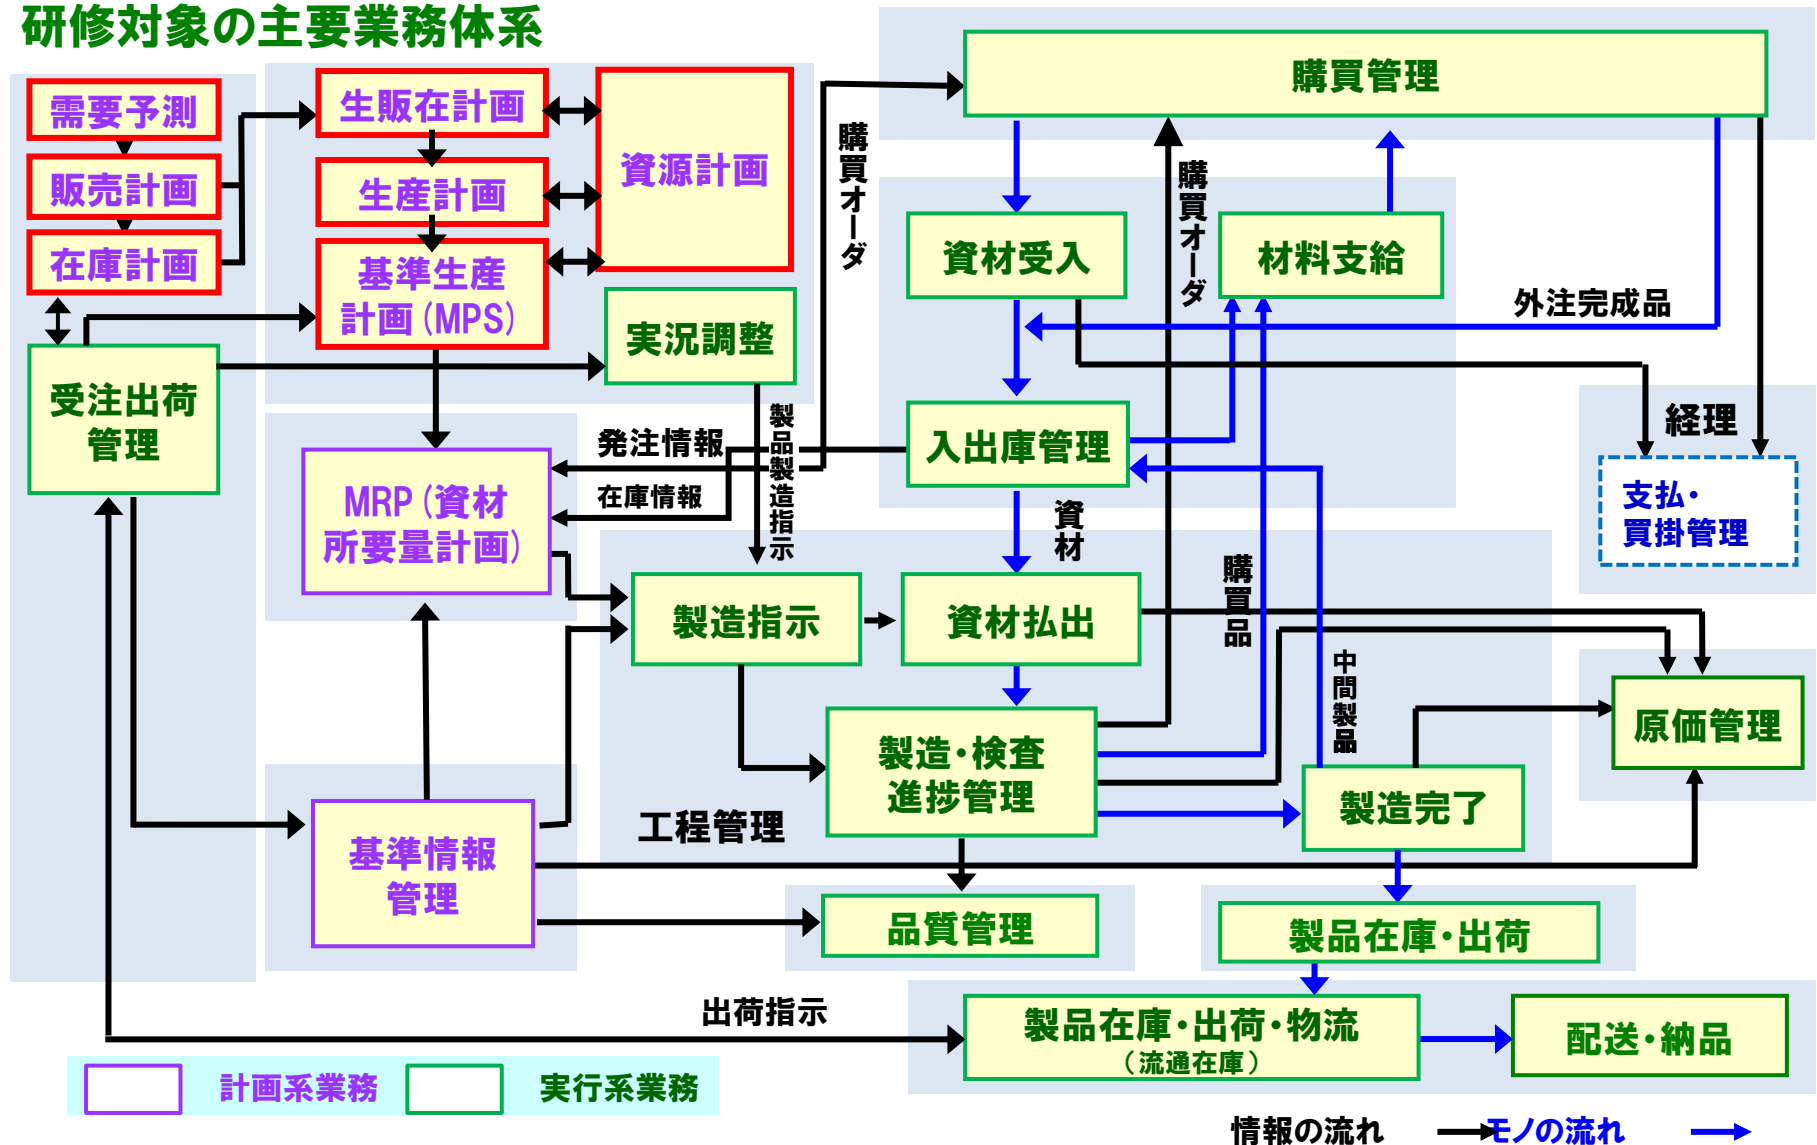 研修対象の主要業務体系
需要予測
販売計画
在庫計画
受注出荷
管理
生販在計画
生産計画
基準生産
計画(MPS)
資源計画
実況調整
購買オーダ
購買管理
購買オーダ
資材受入
材料支給
外注完成品
経理
支払・
買掛管理
入出庫管理
発注情報
在庫情報
製品製造指示
MRP(資材
所要量計画)
資材
購買品
中間製品
製造指示
資材払出
製造・検査
進捗管理
工程管理
製造完了
原価管理
基準情報
管理
品質管理
製品在庫・出荷
出荷指示
製品在庫・出荷・物流
(流通在庫)
配送・納品
計画系業務
実行系業務
情報の流れ
モノの流れ